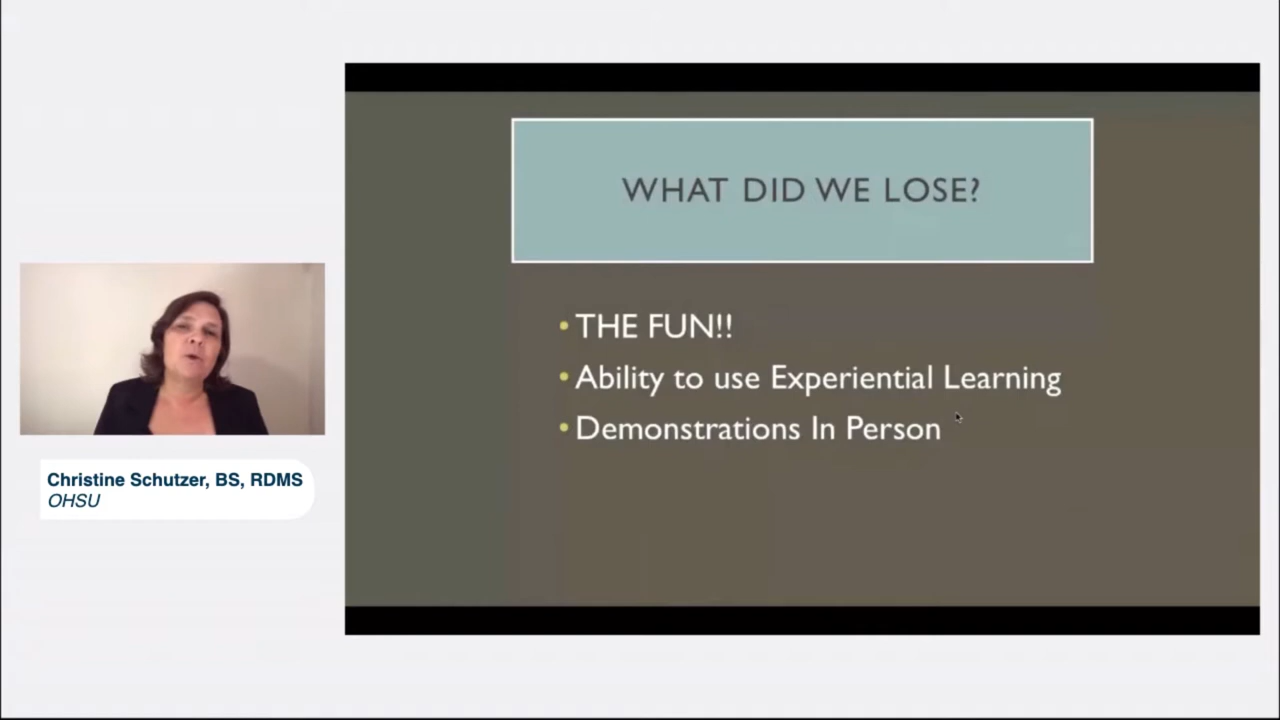 WHAT DID WE LOSE?
• THE FUN!!
• Ability to use Experiential Learning
• Demonstrations In Person
Christine Schutzer, BS, RDMS
OHSU